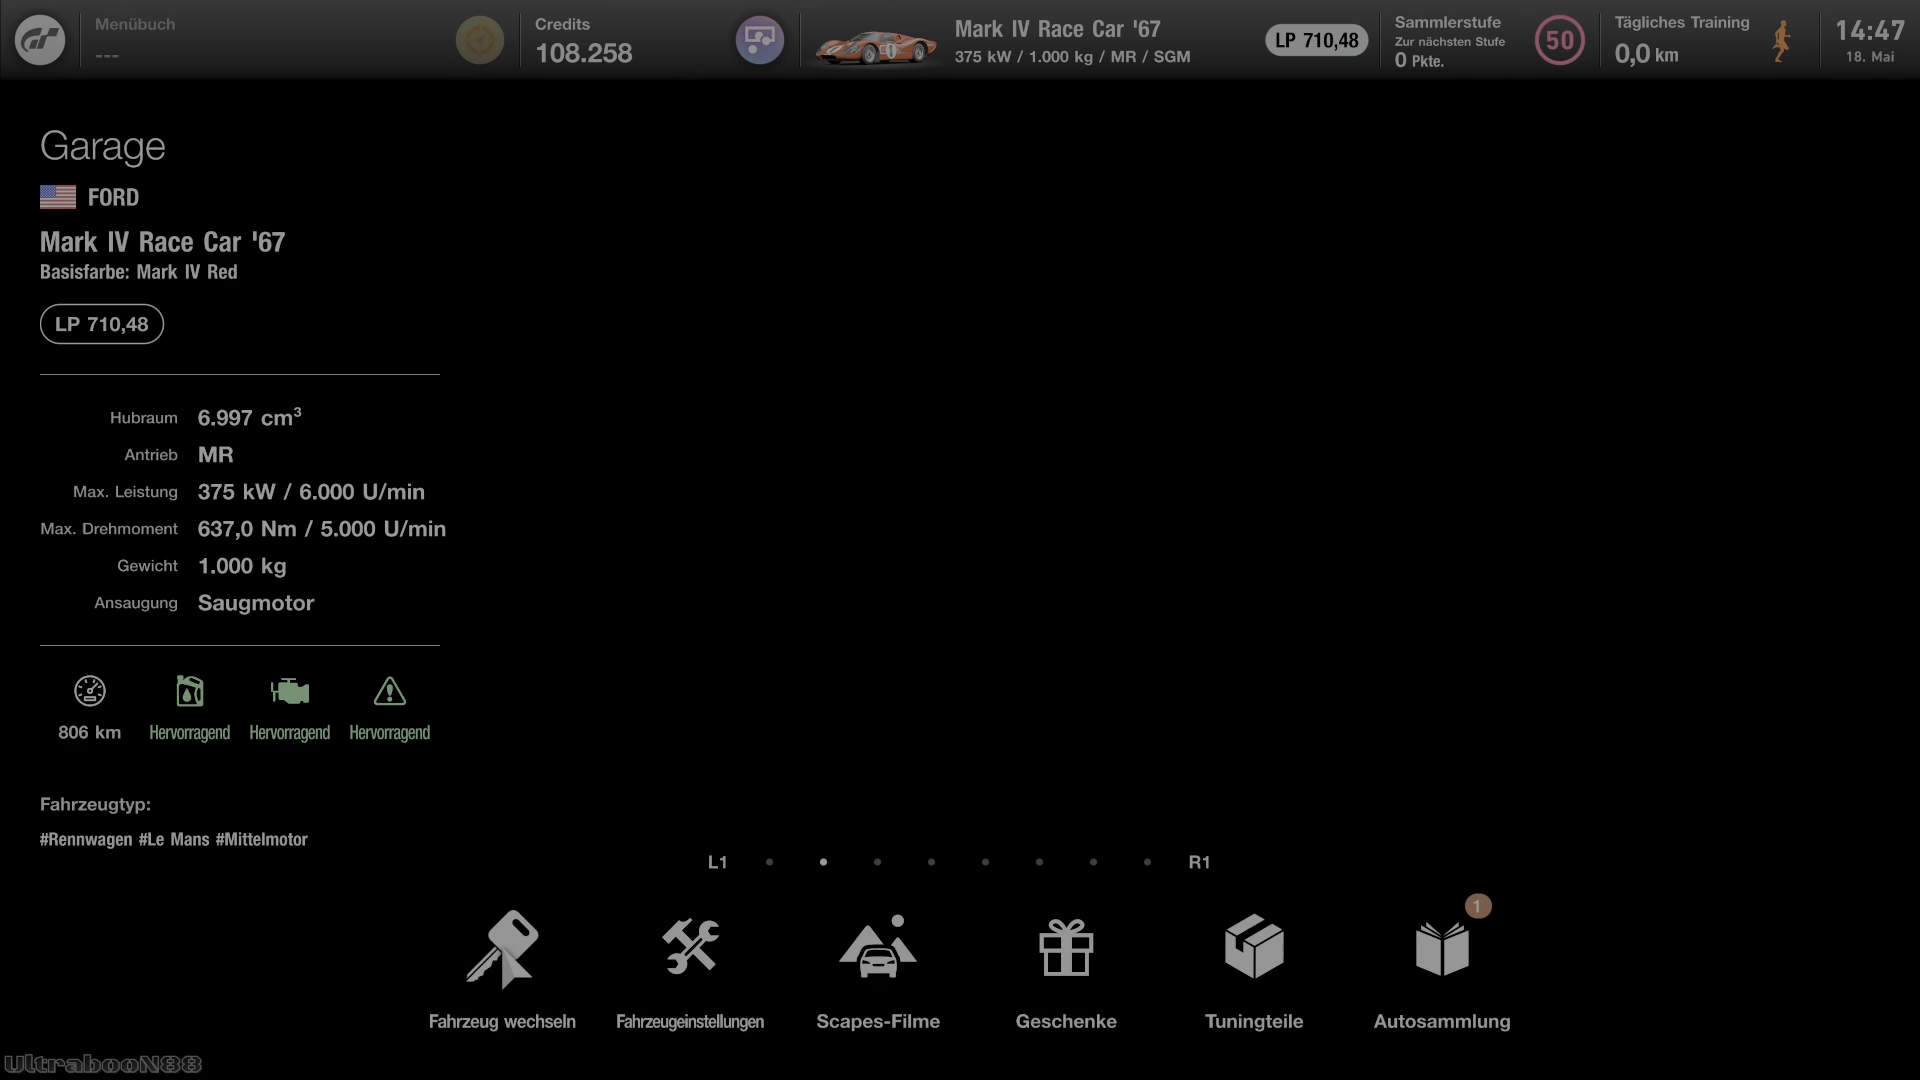 Menübuch
---
Credits
108.258
Mark IV Race Car '67
375 kW / 1.000 kg / MR / SGM
LP 710,48
Sammlerstufe
Zur nächsten Stufe
0 Pkte.
50
Tägliches Training
0,0 km
14:47
18. Mai
Garage
FORD
Mark IV Race Car '67
Basisfarbe: Mark IV Red
LP 710,48
Hubraum 6.997 cm³
Antrieb MR
Max. Leistung 375 kW / 6.000 U/min
Max. Drehmoment 637,0 Nm / 5.000 U/min
Gewicht 1.000 kg
Ansaugung Saugmotor
806 km Hervorragend Hervorragend Hervorragend
Fahrzeugtyp:
#Rennwagen #Le Mans #Mittelmotor
L1 R1
1
Fahrzeug wechseln Fahrzeugeinstellungen Scapes-Filme Geschenke Tuningteile Autosammlung
UltrabooN88